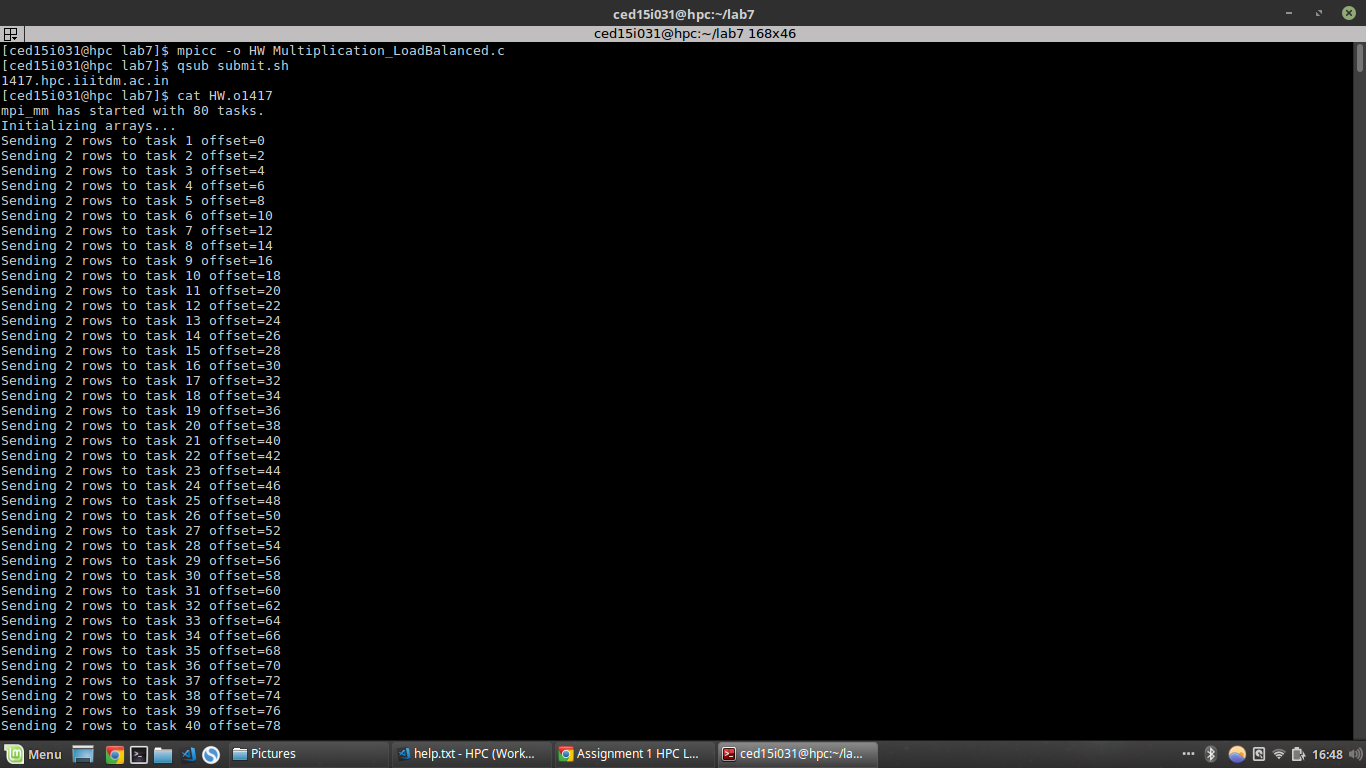 ced15i031@hpc:~/lab7
ced15i031@hpc:~/lab7 168x46
[ced15i031@hpc lab7]$ mpicc -o HW Multiplication_LoadBalanced.c
[ced15i031@hpc lab7]$ qsub submit.sh
1417.hpc.iiitdm.ac.in
[ced15i031@hpc lab7]$ cat HW.o1417
mpi_mm has started with 80 tasks.
Initializing arrays...
Sending 2 rows to task 1 offset=0
Sending 2 rows to task 2 offset=2
Sending 2 rows to task 3 offset=4
Sending 2 rows to task 4 offset=6
Sending 2 rows to task 5 offset=8
Sending 2 rows to task 6 offset=10
Sending 2 rows to task 7 offset=12
Sending 2 rows to task 8 offset=14
Sending 2 rows to task 9 offset=16
Sending 2 rows to task 10 offset=18
Sending 2 rows to task 11 offset=20
Sending 2 rows to task 12 offset=22
Sending 2 rows to task 13 offset=24
Sending 2 rows to task 14 offset=26
Sending 2 rows to task 15 offset=28
Sending 2 rows to task 16 offset=30
Sending 2 rows to task 17 offset=32
Sending 2 rows to task 18 offset=34
Sending 2 rows to task 19 offset=36
Sending 2 rows to task 20 offset=38
Sending 2 rows to task 21 offset=40
Sending 2 rows to task 22 offset=42
Sending 2 rows to task 23 offset=44
Sending 2 rows to task 24 offset=46
Sending 2 rows to task 25 offset=48
Sending 2 rows to task 26 offset=50
Sending 2 rows to task 27 offset=52
Sending 2 rows to task 28 offset=54
Sending 2 rows to task 29 offset=56
Sending 2 rows to task 30 offset=58
Sending 2 rows to task 31 offset=60
Sending 2 rows to task 32 offset=62
Sending 2 rows to task 33 offset=64
Sending 2 rows to task 34 offset=66
Sending 2 rows to task 35 offset=68
Sending 2 rows to task 36 offset=70
Sending 2 rows to task 37 offset=72
Sending 2 rows to task 38 offset=74
Sending 2 rows to task 39 offset=76
Sending 2 rows to task 40 offset=78
Menu Pictures help.txt - HPC (Work... Assignment 1 HPC L... ced15i031@hpc:~/la... 16:48